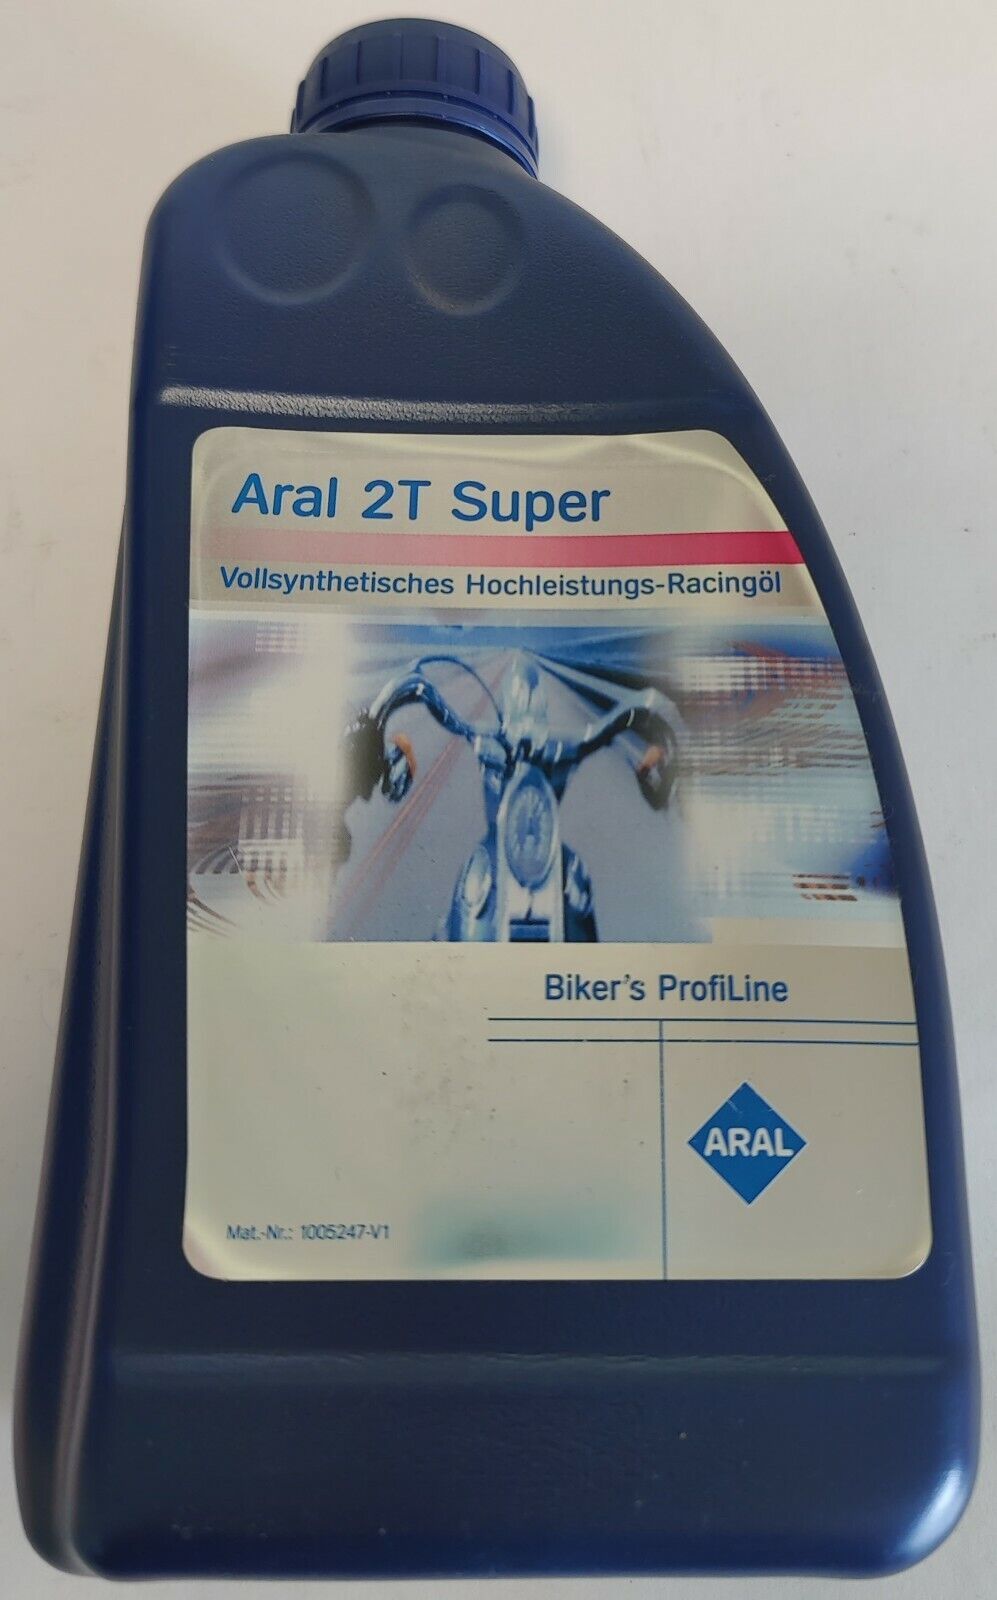 Aral 2T Super
Vollsynthetisches Hochleistungs-Racingöl
Biker's ProfiLine
ARAL
Mat.-Nr.: 1005247-V1